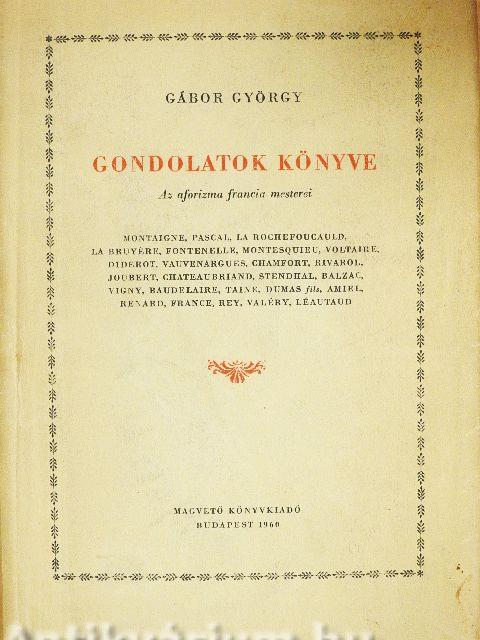 GÁBOR GYÖRGY
GONDOLATOK KÖNYVE
Az aforizma francia mesterei
MONTAIGNE, PASCAL, LA ROCHEFOUCAULD,
LA BRUYÈRE, FONTENELLE, MONTESQUIEU, VOLTAIRE,
DIDEROT, VAUVENARGUES, CHAMFORT, RIVAROL,
JOUBERT, CHATEAUBRIAND, STENDHAL, BALZAC,
VIGNY, BAUDELAIRE, TAINE, DUMAS fils, AMIEL,
RENARD, FRANCE, REY, VALÉRY, LÉAUTAUD
MAGVETŐ KÖNYVKIADÓ
BUDAPEST 1960
Antikvarium.hu